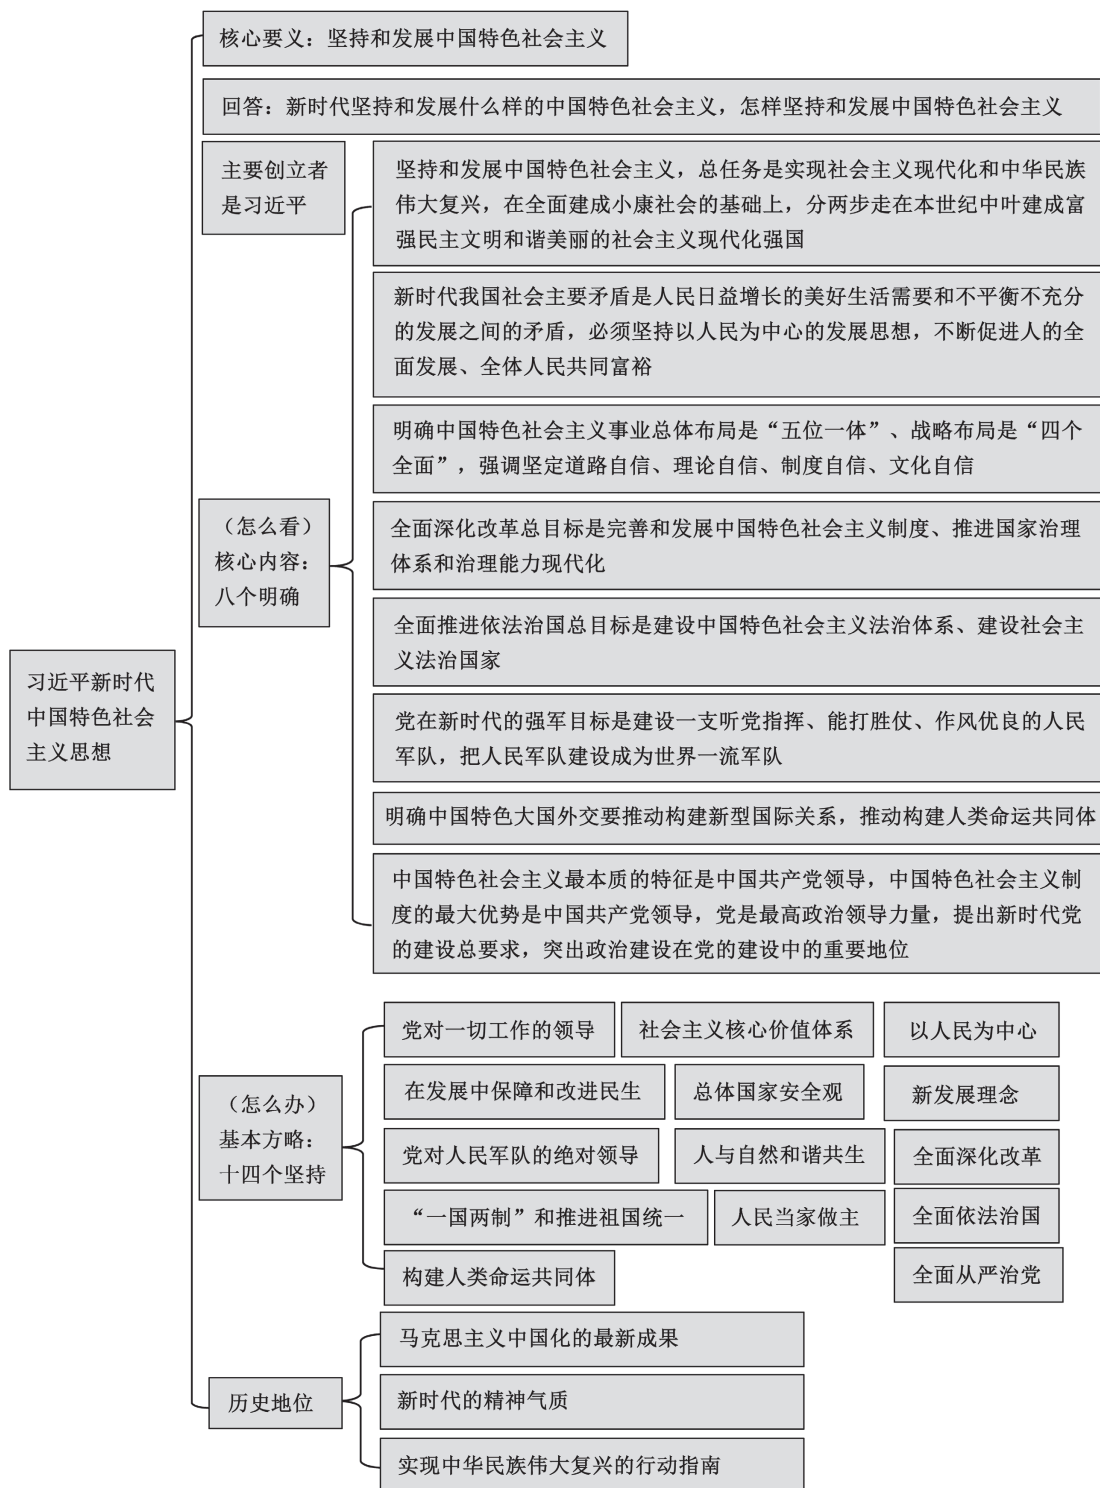 核心要义：坚持和发展中国特色社会主义
回答：新时代坚持和发展什么样的中国特色社会主义，怎样坚持和发展中国特色社会主义
主要创立者
是习近平
坚持和发展中国特色社会主义，总任务是实现社会主义现代化和中华民族
伟大复兴，在全面建成小康社会的基础上，分两步走在本世纪中叶建成富
强民主文明和谐美丽的社会主义现代化强国
新时代我国社会主要矛盾是人民日益增长的美好生活需要和不平衡不充分
的发展之间的矛盾，必须坚持以人民为中心的发展思想，不断促进人的全
面发展、全体人民共同富裕
明确中国特色社会主义事业总体布局是“五位一体”、战略布局是“四个
全面”，强调坚定道路自信、理论自信、制度自信、文化自信
（怎么看）
核心内容：
八个明确
全面深化改革总目标是完善和发展中国特色社会主义制度、推进国家治理
体系和治理能力现代化
全面推进依法治国总目标是建设中国特色社会主义法治体系、建设社会主
义法治国家
习近平新时代
中国特色社会
主义思想
党在新时代的强军目标是建设一支听党指挥、能打胜仗、作风优良的人民
军队，把人民军队建设成为世界一流军队
明确中国特色大国外交要推动构建新型国际关系，推动构建人类命运共同体
中国特色社会主义最本质的特征是中国共产党领导，中国特色社会主义制
度的最大优势是中国共产党领导，党是最高政治领导力量，提出新时代党
的建设总要求，突出政治建设在党的建设中的重要地位
（怎么办）
基本方略：
十四个坚持
党对一切工作的领导
社会主义核心价值体系
以人民为中心
在发展中保障和改进民生
总体国家安全观
新发展理念
党对人民军队的绝对领导
人与自然和谐共生
全面深化改革
“一国两制”和推进祖国统一
人民当家做主
全面依法治国
构建人类命运共同体
全面从严治党
历史地位
马克思主义中国化的最新成果
新时代的精神气质
实现中华民族伟大复兴的行动指南